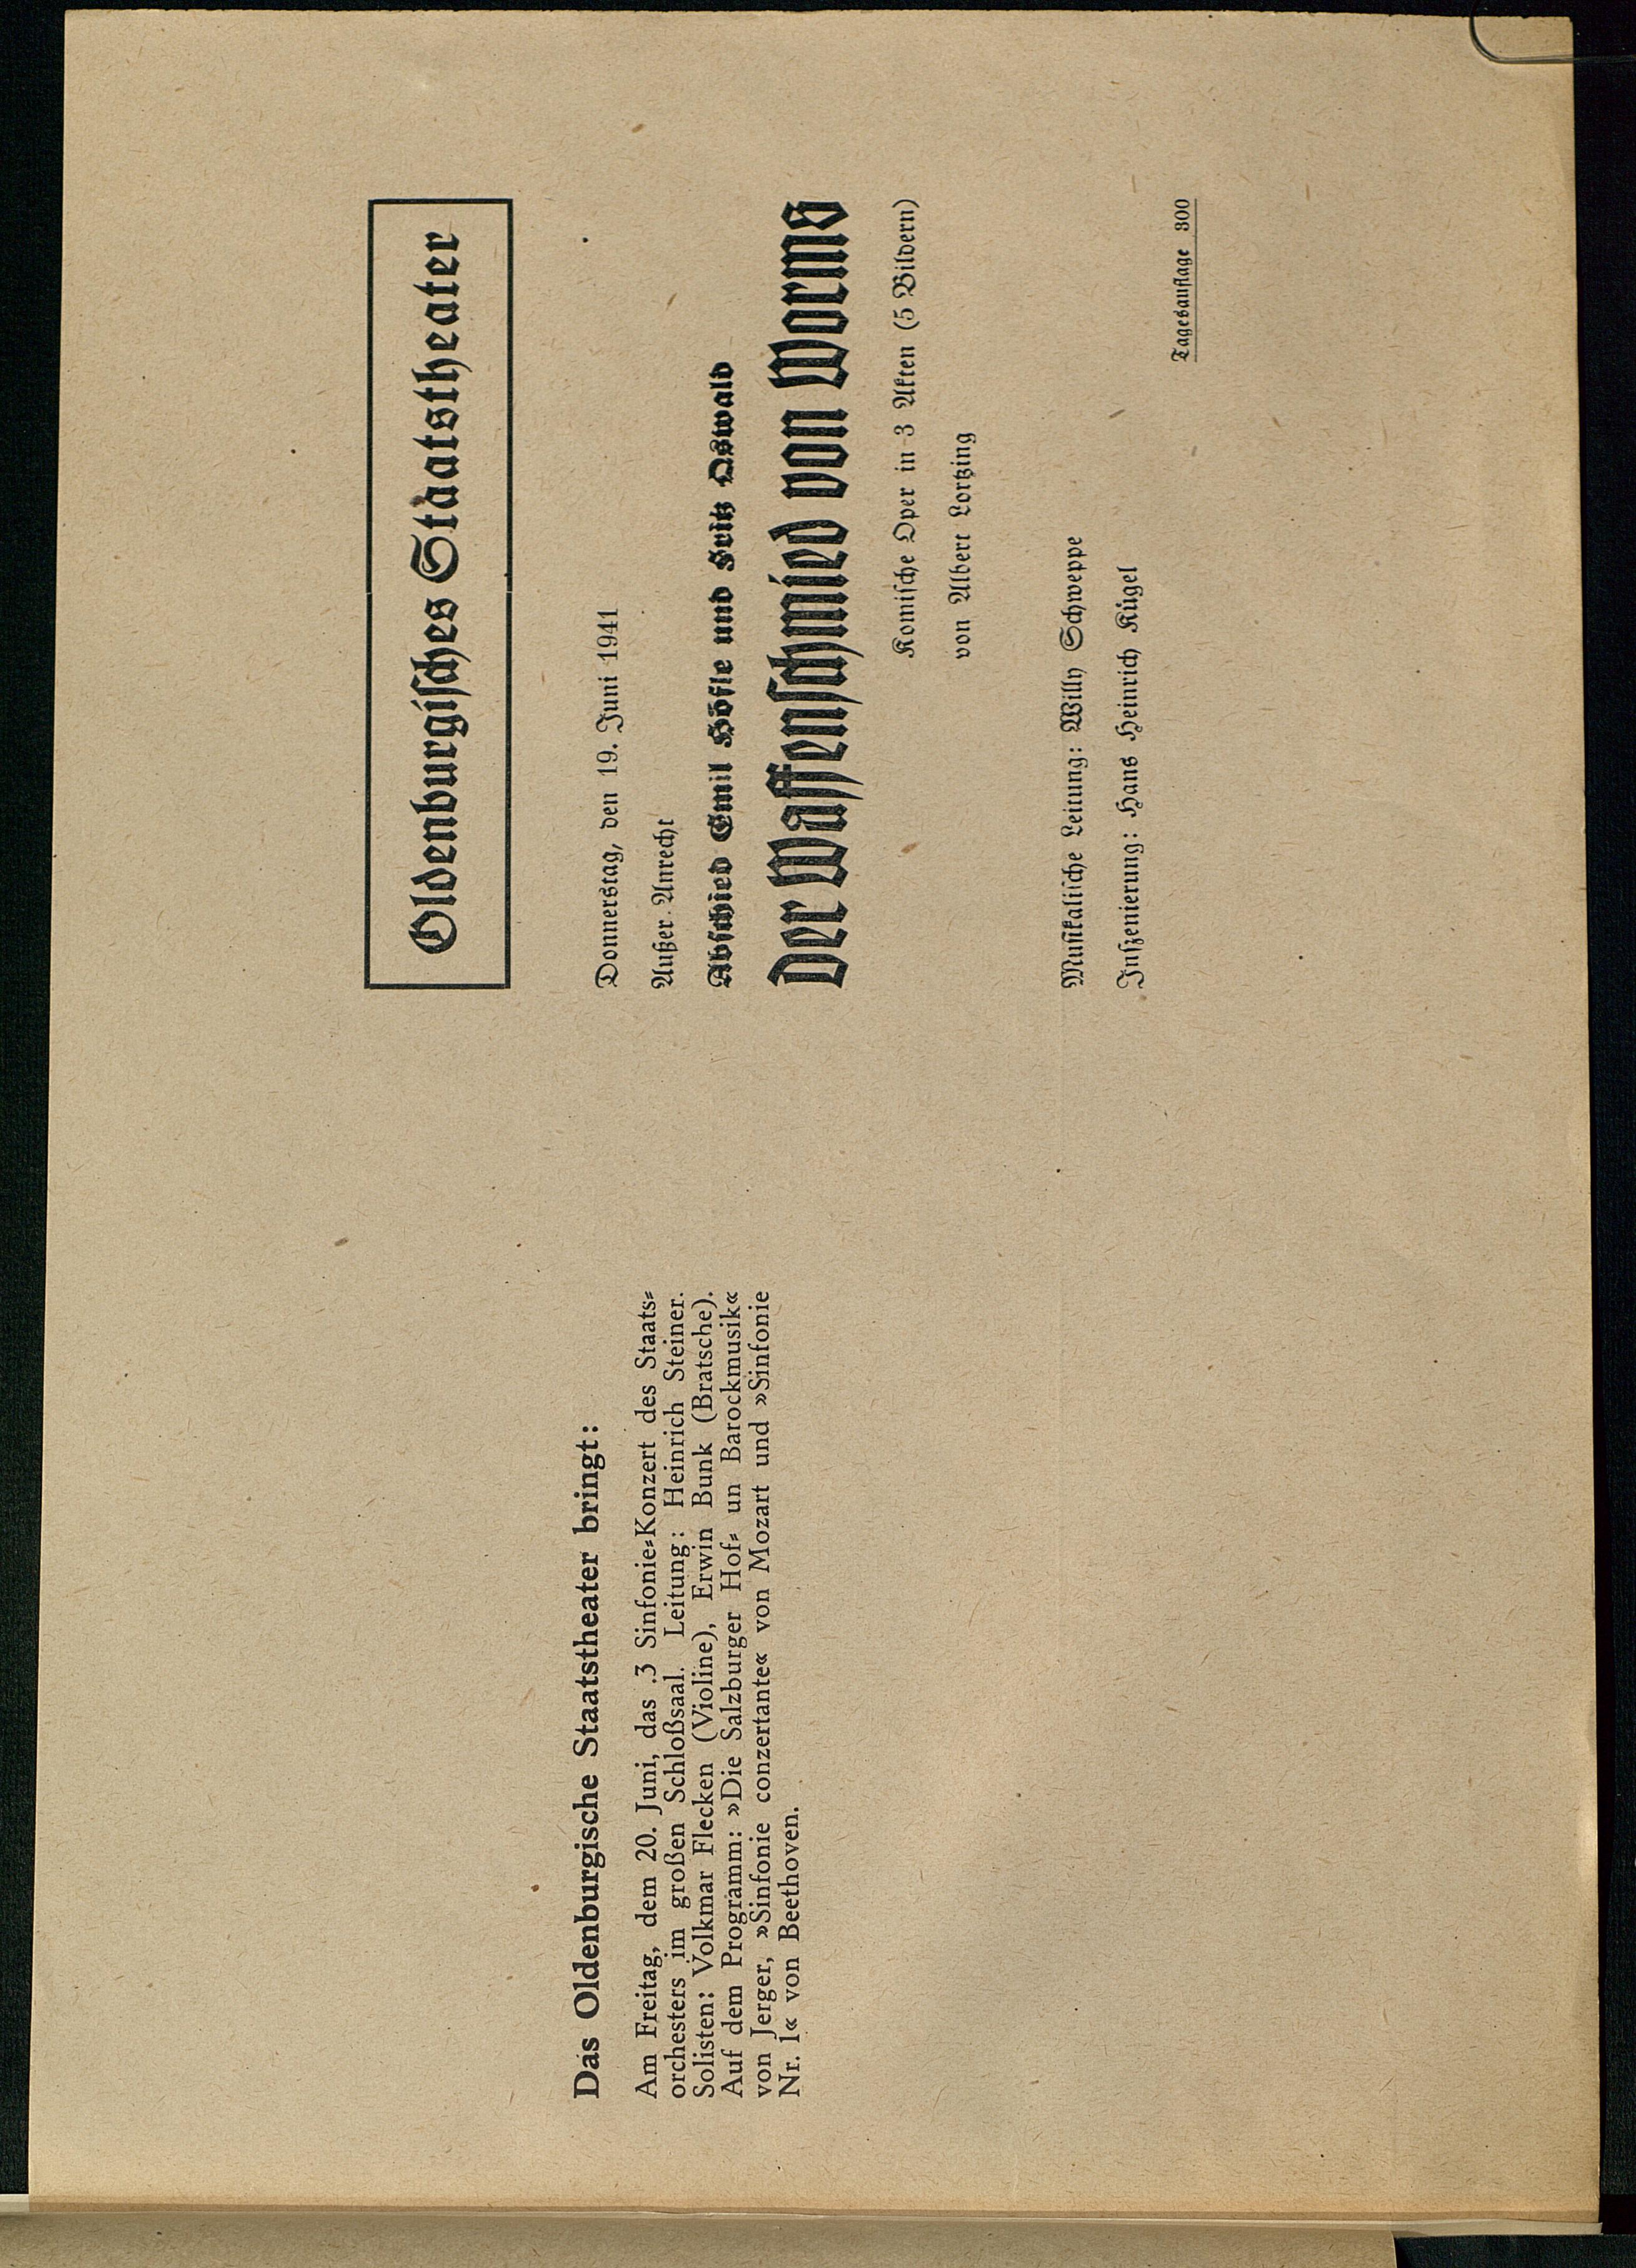 Das Oldenburgische Staatstheater bringt:
Am Freitag, dem 20. Juni, das .3 Sinfonie-Konzert des Staats-
orchesters im großen Schloßsaal. Leitung: Heinrich Steiner.
Solisten: Volkmar Flecken (Violine), Erwin Bunk (Bratsche).
Auf dem Programm: »Die Salzburger Hof- un Barockmusik«
von Jerger, »Sinfonie conzertante« von Mozart und »Sinfonie
Nr. 1« von Beethoven.
Oldenburgisches Staatstheater
Donnerstag, den 19. Juni 1941
Außer Anrecht
Abschied Emil Höfle und Fritz Oswald
Der Waffenschmied von Worms
Komische Oper in 3 Akten (5 Bildern)
von Albert Lortzing
Musikalische Leitung: Willy Schweppe
Inszenierung: Hans Heinrich Kügel
Tagesauflage 300